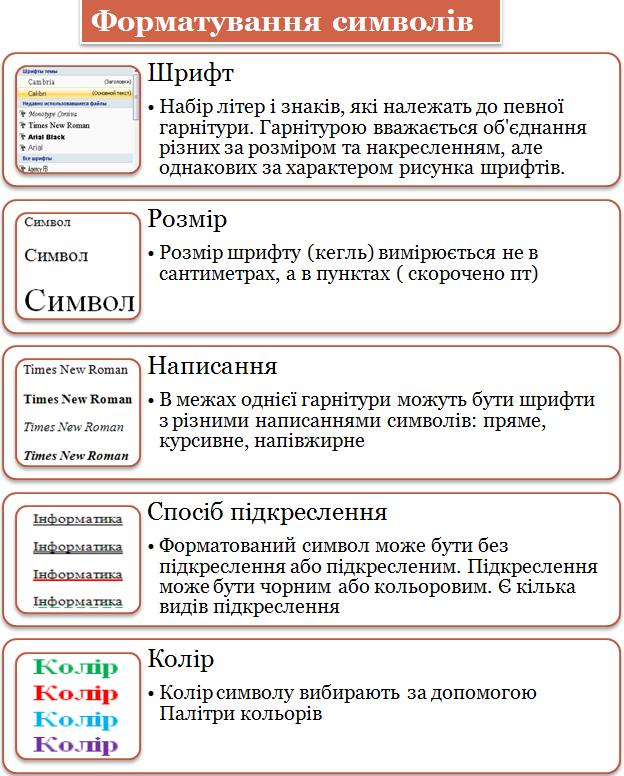 Форматування символів
Шрифты темы
Cambria (Заголовки)
Calibri (Основной текст)
Недавно использовавшиеся файлы
Monotype Corsiva
Times New Roman
Arial Black
Arial
Все шрифты
Agency FB
Шрифт
• Набір літер і знаків, які належать до певної
гарнітури. Гарнітурою вважається об'єднання
різних за розміром та накресленням, але
однакових за характером рисунка шрифтів.
Символ
Символ
Символ
Розмір
• Розмір шрифту (кегль) вимірюється не в
сантиметрах, а в пунктах ( скорочено пт)
Times New Roman
Times New Roman
Times New Roman
Times New Roman
Написання
• В межах однієї гарнітури можуть бути шрифти
з різними написаннями символів: пряме,
курсивне, напівжирне
Інформатика
Інформатика
Інформатика
Інформатика
Спосіб підкреслення
• Форматований символ може бути без
підкреслення або підкресленим. Підкреслення
може бути чорним або кольоровим. Є кілька
видів підкреслення
Колір
Колір
Колір
Колір
Колір
• Колір символу вибирають за допомогою
Палітри кольорів